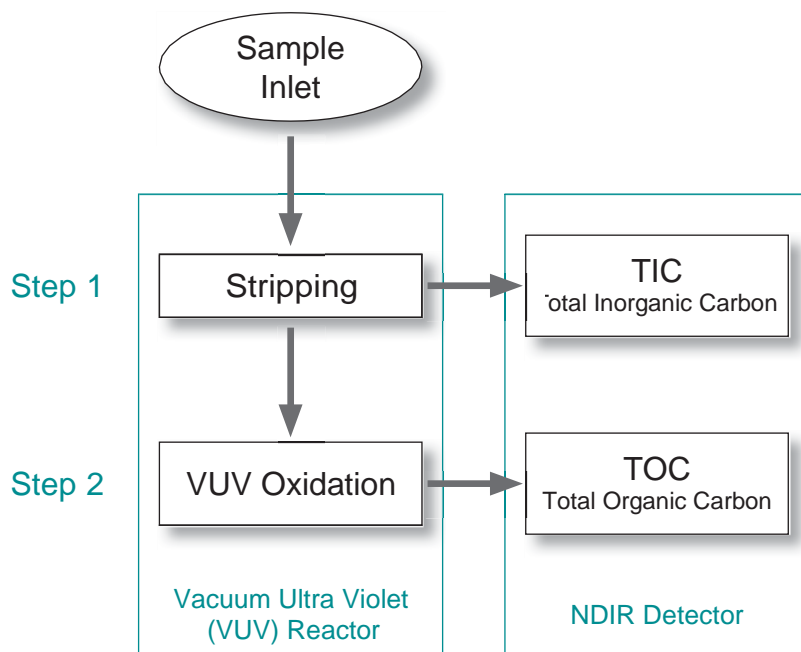 Sample
Inlet
Step 1
Stripping
TIC
Total Inorganic Carbon
Step 2
VUV Oxidation
TOC
Total Organic Carbon
Vacuum Ultra Violet
(VUV) Reactor
NDIR Detector